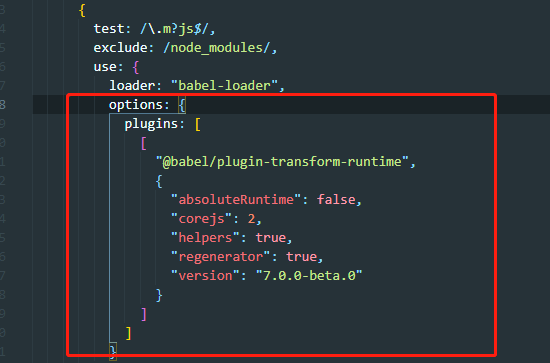 {
test: /\.m?js$/,
exclude: /node_modules/,
use: {
loader: "babel-loader",
options: {
plugins: [
[
"@babel/plugin-transform-runtime",
{
"absoluteRuntime": false,
"corejs": 2,
"helpers": true,
"regenerator": true,
"version": "7.0.0-beta.0"
}
]
]
}